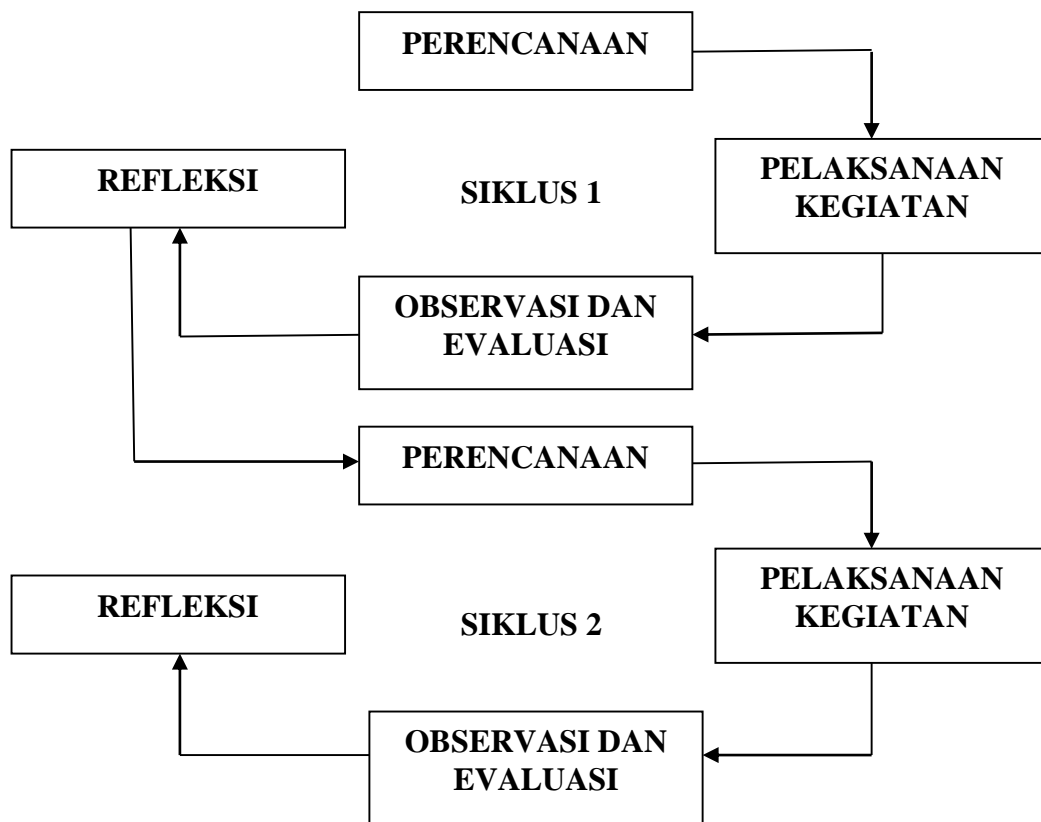 PERENCANAAN
PELAKSANAAN
KEGIATAN
REFLEKSI
SIKLUS 1
OBSERVASI DAN
EVALUASI
PERENCANAAN
PELAKSANAAN
KEGIATAN
REFLEKSI
SIKLUS 2
OBSERVASI DAN
EVALUASI